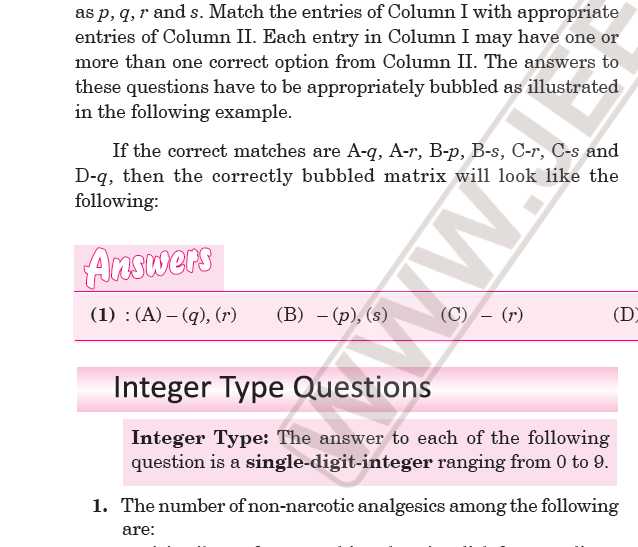 as p, q, r and s. Match the entries of Column I with appropriate
entries of Column II. Each entry in Column I may have one or
more than one correct option from Column II. The answers to
these questions have to be appropriately bubbled as illustrated
in the following example.
If the correct matches are A-q, A-r, B-p, B-s, C-r, C-s and
D-q, then the correctly bubbled matrix will look like the
following:
Answers
(1) : (A) – (q), (r) (B) – (p), (s) (C) – (r) (D)
Integer Type Questions
Integer Type: The answer to each of the following
question is a single-digit-integer ranging from 0 to 9.
1. The number of non-narcotic analgesics among the following
are:
WWW.JEE